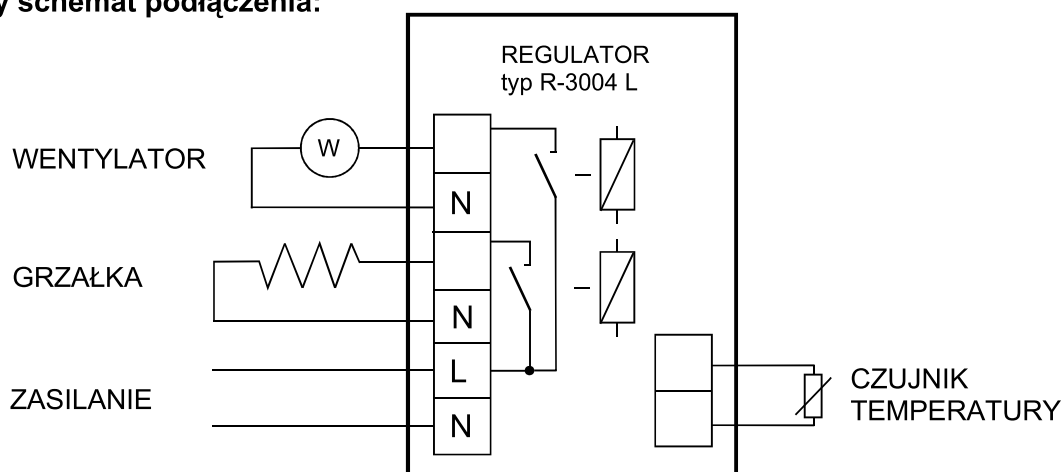 y schemat podłączenia:
REGULATOR
typ R-3004 L
WENTYLATOR
W
N
GRZAŁKA
N
L
ZASILANIE
N
CZUJNIK
TEMPERATURY